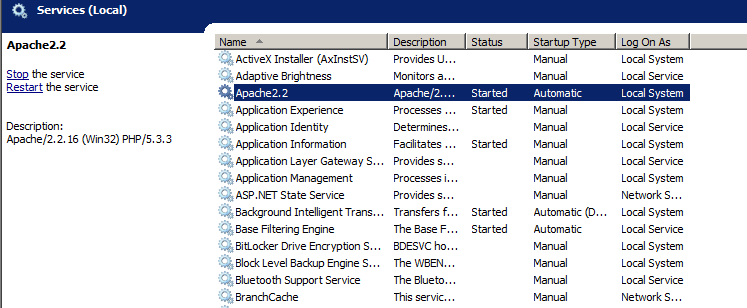 Services (Local)
Apache2.2
Stop the service
Restart the service
Description:
Apache/2.2.16 (Win32) PHP/5.3.3
Name Description Status Startup Type Log On As
ActiveX Installer (AxInstSV) Provides U... Manual Local System
Adaptive Brightness Monitors a... Manual Local Service
Apache2.2 Apache/2.... Started Automatic Local System
Application Experience Processes ... Started Manual Local System
Application Identity Determines... Manual Local Service
Application Information Facilitates ... Started Manual Local System
Application Layer Gateway S... Provides s... Manual Local Service
Application Management Processes i... Manual Local System
ASP.NET State Service Provides s... Manual Network S...
Background Intelligent Trans... Transfers f... Started Automatic (D... Local System
Base Filtering Engine The Base F... Started Automatic Local Service
BitLocker Drive Encryption S... BDESVC ho... Manual Local System
Block Level Backup Engine S... The WBEN... Manual Local System
Bluetooth Support Service The Blueto... Manual Local Service
BranchCache This servic... Manual Network S...